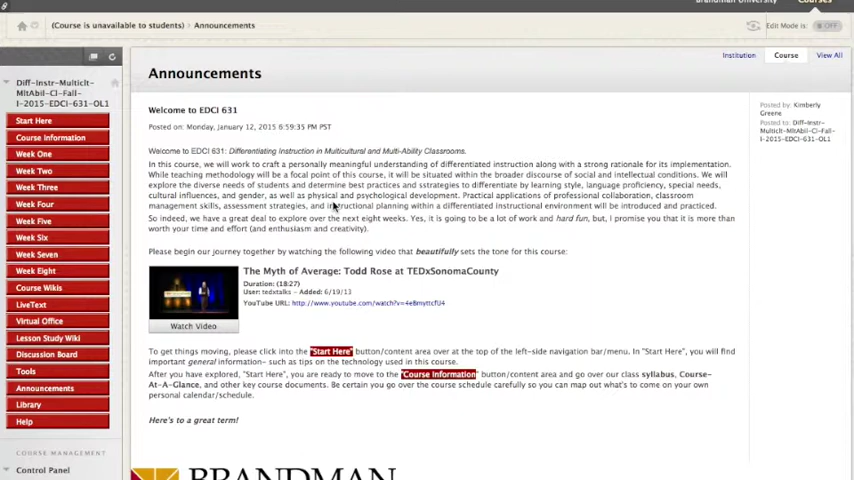 Brandman University
Courses
(Course is unavailable to students) › Announcements
Edit Mode is: OFF
Institution
Course
View All
Diff-Instr-MultiClt-
MltAbil-Cl-Fall-
I-2015-EDCI-631-OL1
Start Here
Course Information
Week One
Week Two
Week Three
Week Four
Week Five
Week Six
Week Seven
Week Eight
Course Wikis
LiveText
Virtual Office
Lesson Study Wiki
Discussion Board
Tools
Announcements
Library
Help
COURSE MANAGEMENT
Control Panel
Announcements
Welcome to EDCI 631
Posted on: Monday, January 12, 2015 6:59:35 PM PST
Welcome to EDCI 631: Differentiating Instruction in Multicultural and Multi-Ability Classrooms.
In this course, we will work to craft a personally meaningful understanding of differentiated instruction along with a strong rationale for its implementation.
While teaching methodology will be a focal point of this course, it will be situated within the broader discourse of social and intellectual conditions. We will
explore the diverse needs of students and determine best practices and sstrategies to differentiate by learning style, language proficiency, special needs,
cultural influences, and gender, as well as physical and psychological development. Practical applications of professional collaboration, classroom
management skills, assessment strategies, and instructional planning within a differentiated instructional environment will be introduced and practiced.
So indeed, we have a great deal to explore over the next eight weeks. Yes, it is going to be a lot of work and hard fun, but, I promise you that it is more than
worth your time and effort (and enthusiasm and creativity).
Please begin our journey together by watching the following video that beautifully sets the tone for this course:
The Myth of Average: Todd Rose at TEDxSonomaCounty
Duration: (18:27)
User: tedxtalks - Added: 6/19/13
YouTube URL: http://www.youtube.com/watch?v=4eBmyttcfU4
Watch Video
To get things moving, please click into the "Start Here" button/content area over at the top of the left-side navigation bar/menu. In "Start Here", you will find
important general information- such as tips on the technology used in this course.
After you have explored, "Start Here", you are ready to move to the "Course Information" button/content area and go over our class syllabus, Course-
At-A-Glance, and other key course documents. Be certain you go over the course schedule carefully so you can map out what's to come on your own
personal calendar/schedule.
Here's to a great term!
BRANDMAN
Posted by: Kimberly
Greene
Posted to: Diff-Instr-
MultiClt-MltAbil-Cl-Fall-
I-2015-EDCI-631-OL1